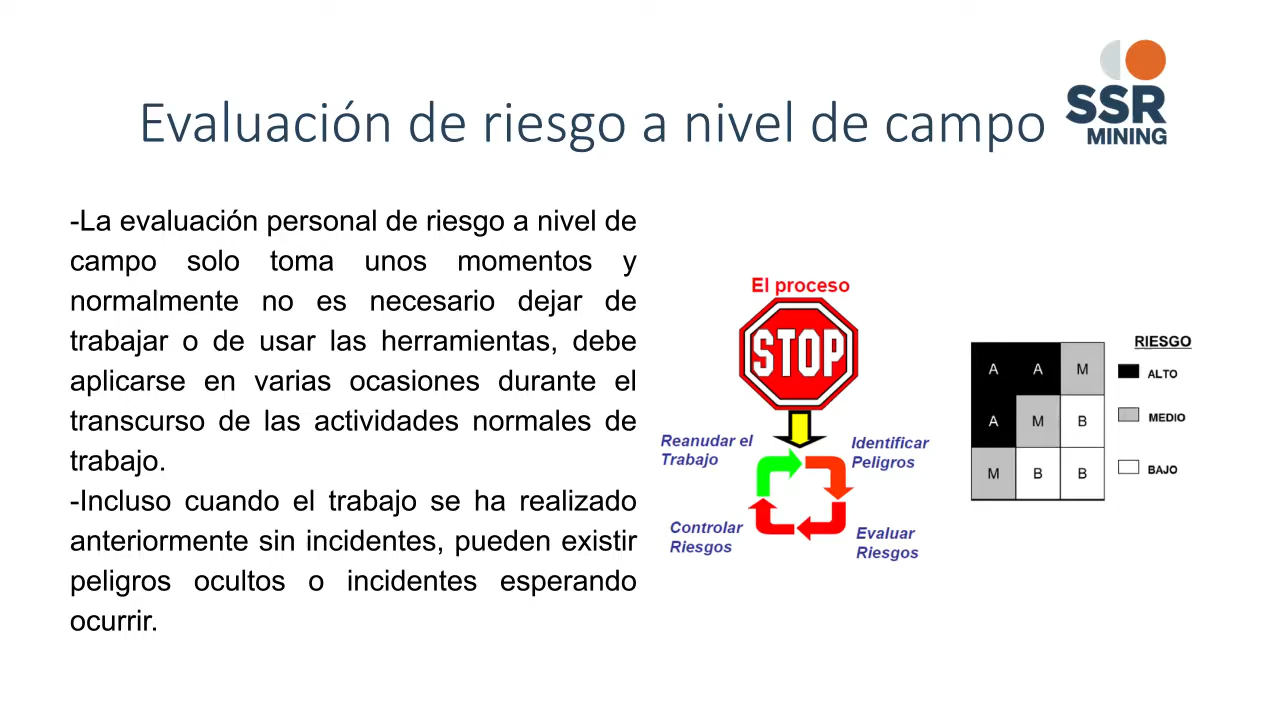 Evaluación de riesgo a nivel de campo
SSR
MINING
-La evaluación personal de riesgo a nivel de
campo solo toma unos momentos y
normalmente no es necesario dejar de
trabajar o de usar las herramientas, debe
aplicarse en varias ocasiones durante el
transcurso de las actividades normales de
trabajo.
-Incluso cuando el trabajo se ha realizado
anteriormente sin incidentes, pueden existir
peligros ocultos o incidentes esperando
ocurrir.
El proceso
STOP
Reanudar el
Trabajo
Identificar
Peligros
Controlar
Riesgos
Evaluar
Riesgos
A A M
A M B
M B B
RIESGO
ALTO
MEDIO
BAJO